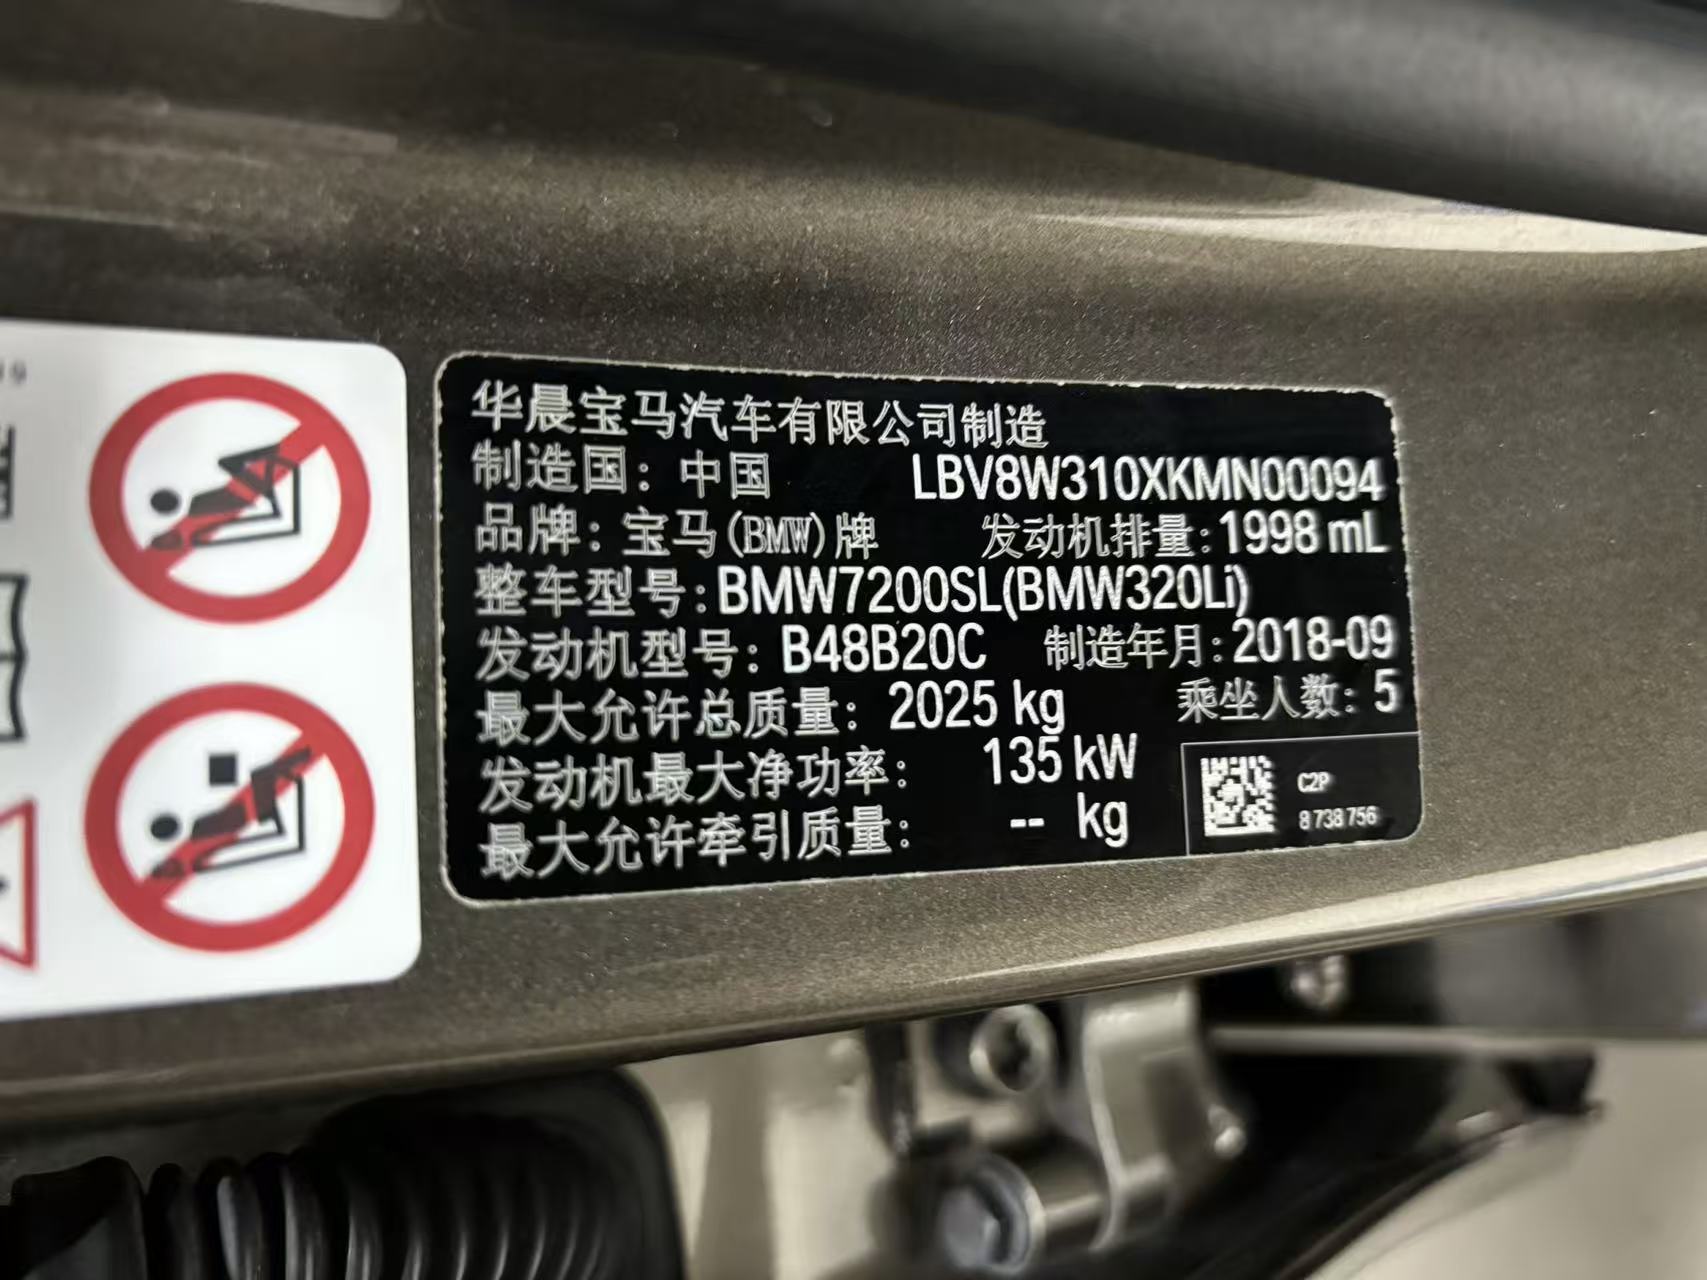 华晨宝马汽车有限公司制造
制造国：中国 LBV8W310XKMN00094
品牌：宝马(BMW)牌 发动机排量:1998 mL
整车型号:BMW7200SL(BMW320Li)
发动机型号: B48B20C 制造年月:2018-09
最大允许总质量: 2025 kg 乘坐人数: 5
发动机最大净功率: 135 kW
最大允许牵引质量: -- kg
C2P
8 738 756